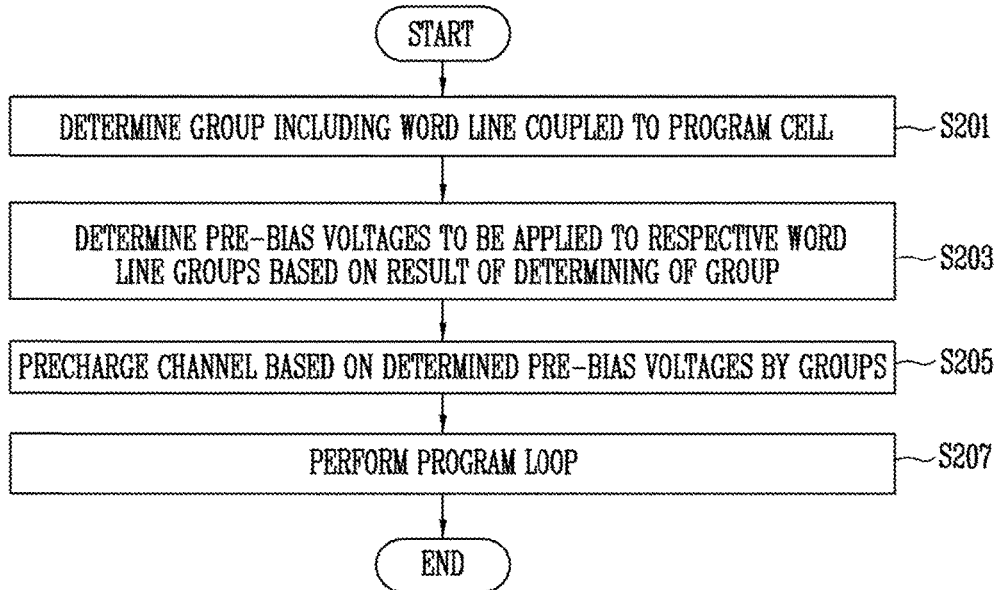 START
DETERMINE GROUP INCLUDING WORD LINE COUPLED TO PROGRAM CELL
S201
DETERMINE PRE-BIAS VOLTAGES TO BE APPLIED TO RESPECTIVE WORD
LINE GROUPS BASED ON RESULT OF DETERMINING OF GROUP
S203
PRECHARGE CHANNEL BASED ON DETERMINED PRE-BIAS VOLTAGES BY GROUPS
S205
PERFORM PROGRAM LOOP
S207
END